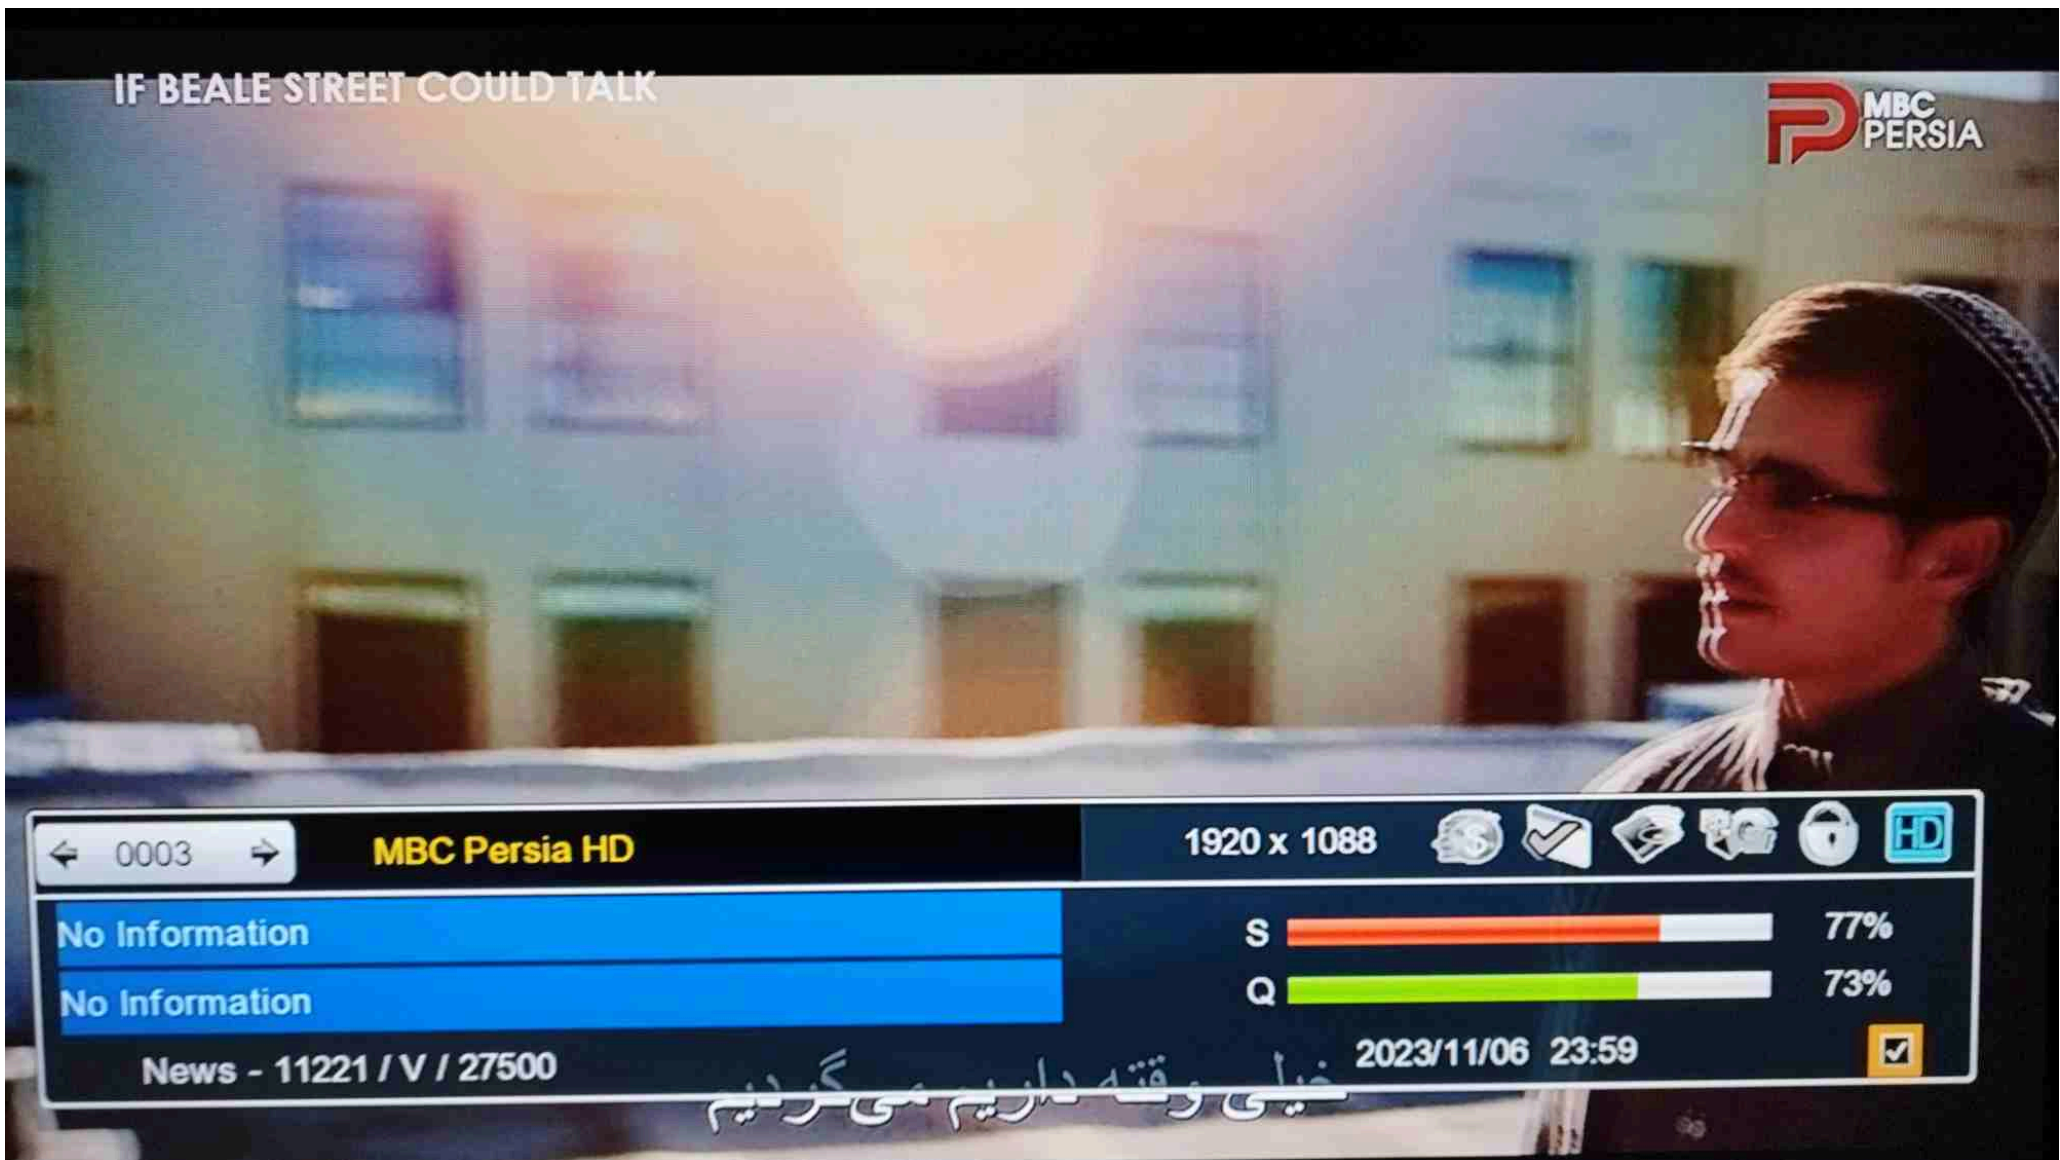 IF BEALE STREET COULD TALK
MBC
PERSIA
0003
MBC Persia HD
1920 x 1088
HD
No Information
S
77%
No Information
Q
73%
News - 11221 / V / 27500
2023/11/06 23:59
خیلی وقته داریم می‌گردیم